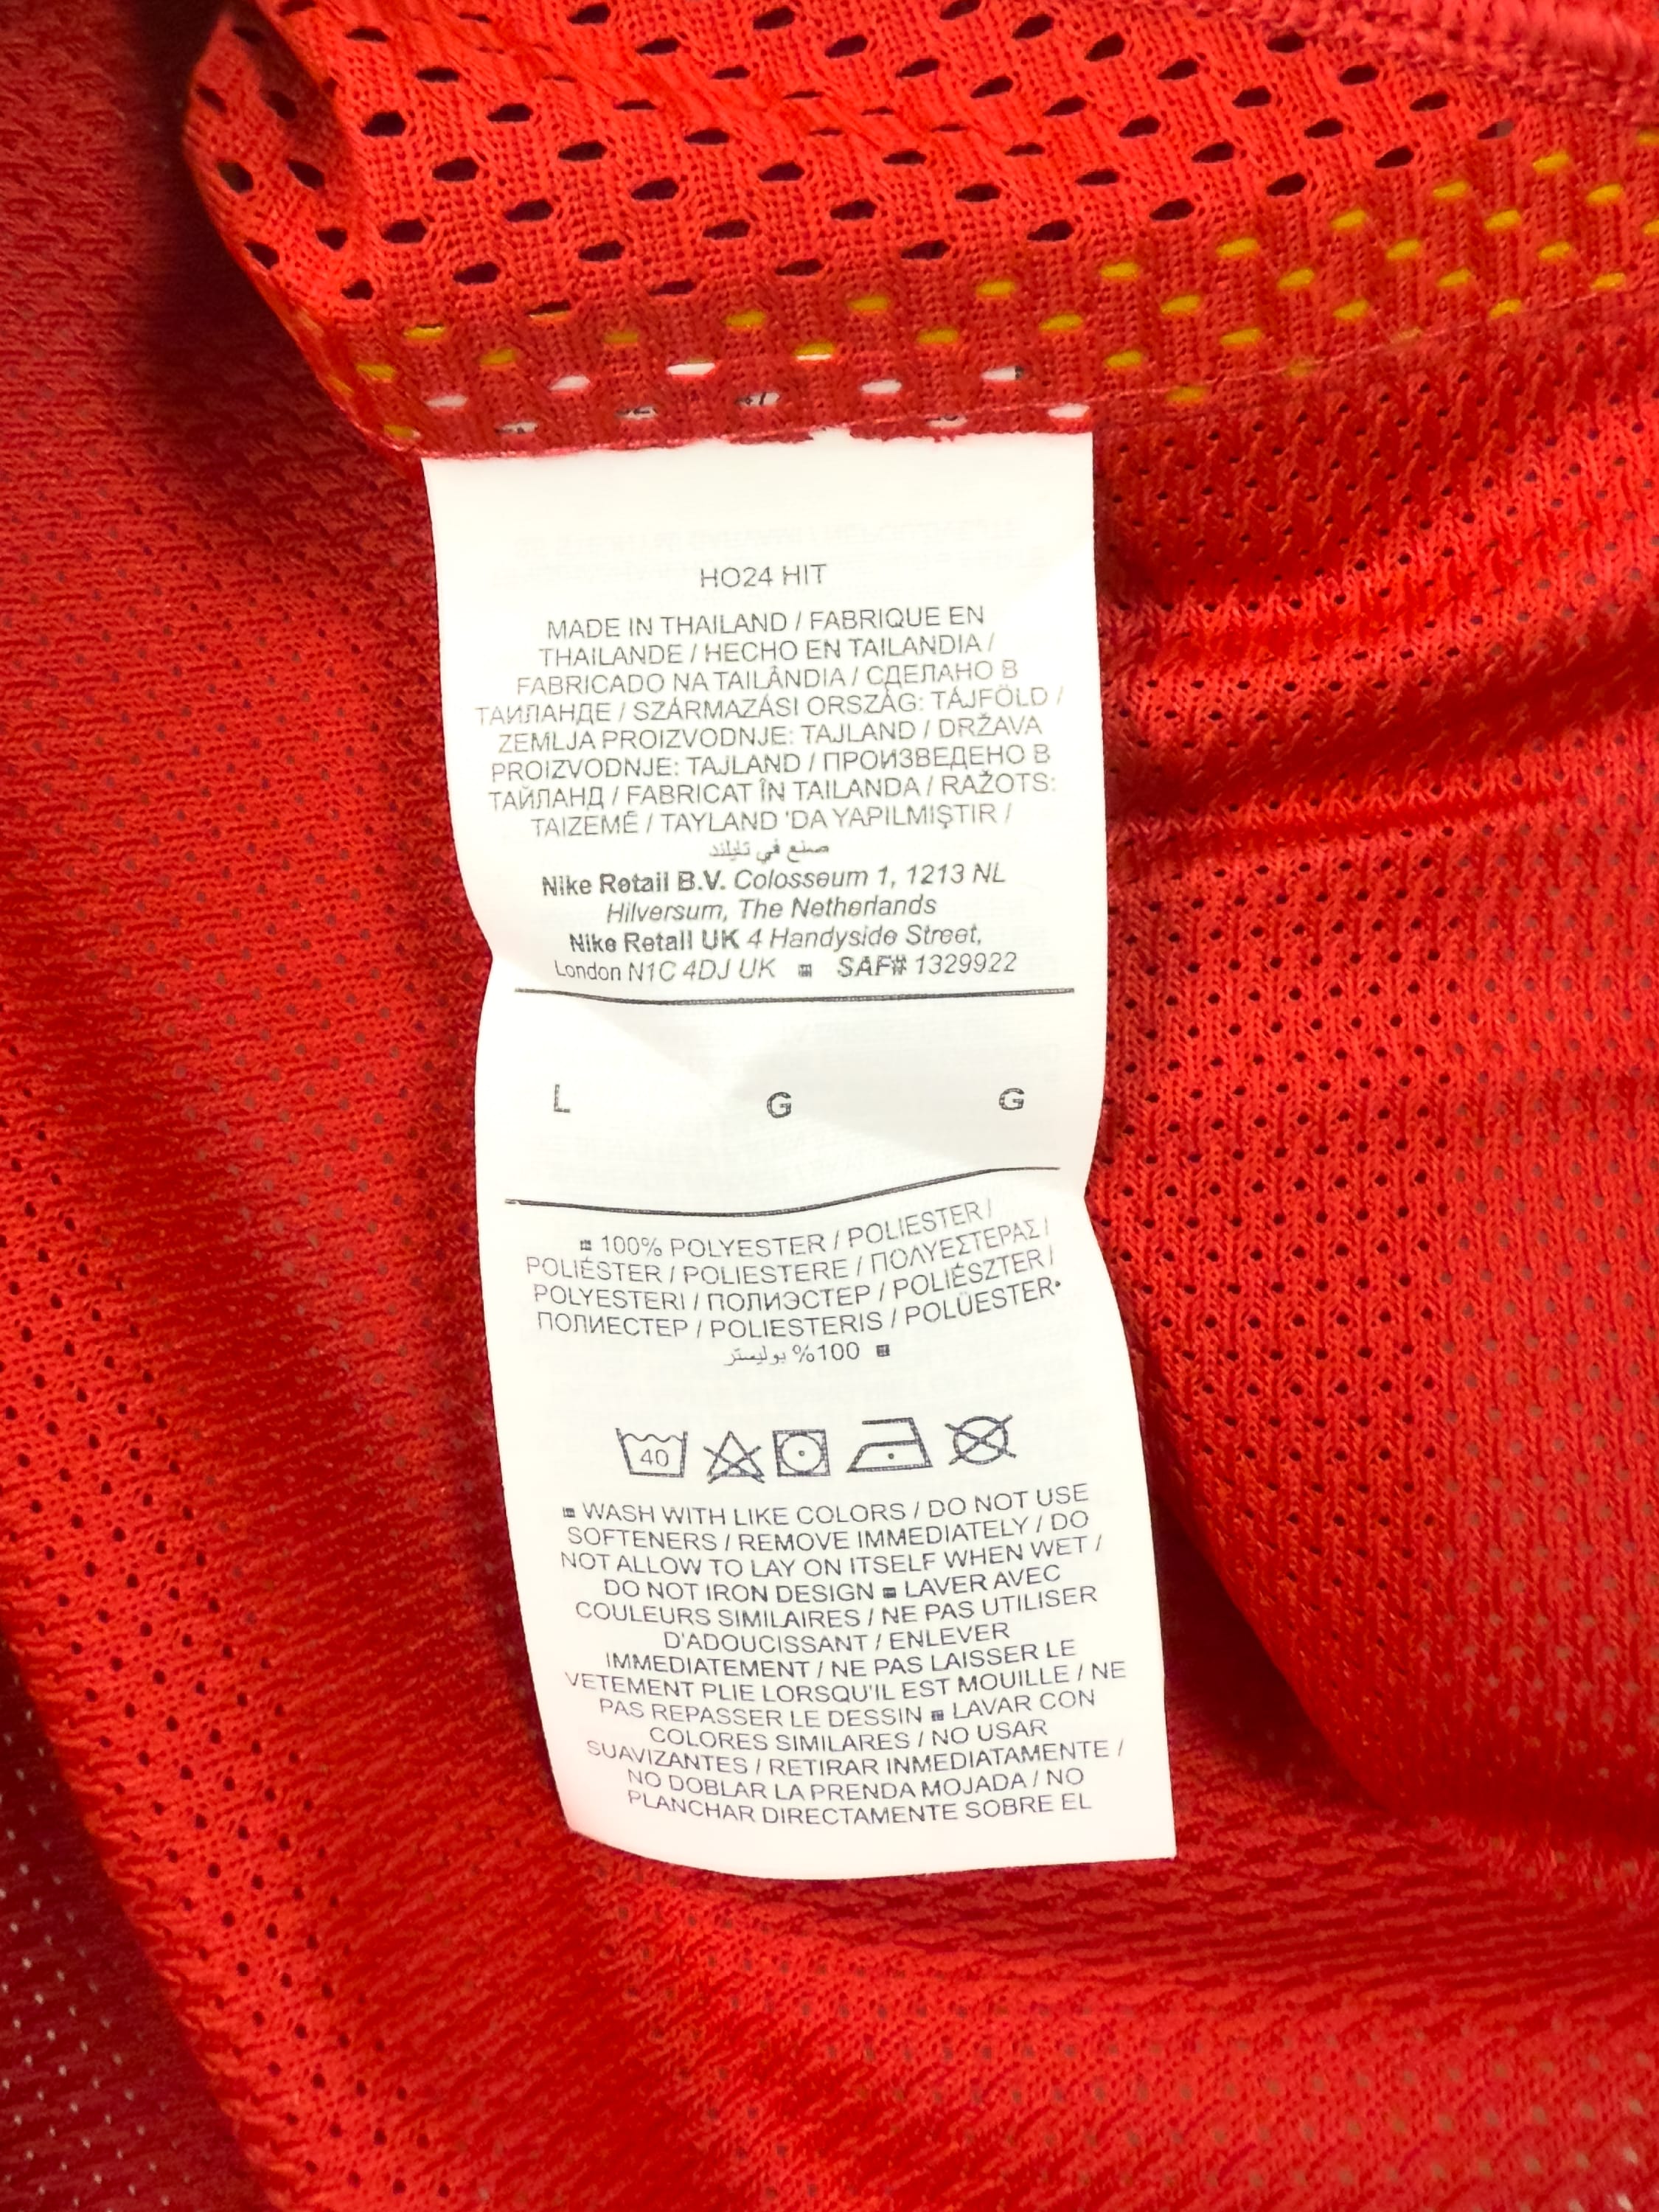 HO24 HIT
MADE IN THAILAND / FABRIQUE EN
THAILANDE / HECHO EN TAILANDIA /
FABRICADO NA TAILÂNDIA / СДЕЛАНО В
ТАИЛАНДЕ / SZÁRMAZÁSI ORSZÁG: TÁJFÖLD /
ZEMLJA PROIZVODNJE: TAJLAND / DRŽAVA
PROIZVODNJE: TAJLAND / ПРОИЗВЕДЕНО В
ТАЙЛАНД / FABRICAT ÎN TAILANDA / RAŽOTS:
TAIZEMĒ / TAYLAND 'DA YAPILMIŞTIR /
صنع في تايلند
Nike Retail B.V. Colosseum 1, 1213 NL
Hilversum, The Netherlands
Nike Retail UK 4 Handyside Street,
London N1C 4DJ UK SAF# 1329922
L G G
100% POLYESTER / POLIESTER /
POLIÉSTER / POLIESTERE / ΠΟΛΥΕΣΤΕΡΑΣ /
POLYESTERI / ПОЛИЭСТЕР / POLIÉSZTER /
ПОЛИЕСТЕР / POLIESTERIS / POLÜESTER•
100% بوليستر
40
WASH WITH LIKE COLORS / DO NOT USE
SOFTENERS / REMOVE IMMEDIATELY / DO
NOT ALLOW TO LAY ON ITSELF WHEN WET /
DO NOT IRON DESIGN LAVER AVEC
COULEURS SIMILAIRES / NE PAS UTILISER
D'ADOUCISSANT / ENLEVER
IMMEDIATEMENT / NE PAS LAISSER LE
VETEMENT PLIE LORSQU'IL EST MOUILLE / NE
PAS REPASSER LE DESSIN LAVAR CON
COLORES SIMILARES / NO USAR
SUAVIZANTES / RETIRAR INMEDIATAMENTE /
NO DOBLAR LA PRENDA MOJADA / NO
PLANCHAR DIRECTAMENTE SOBRE EL